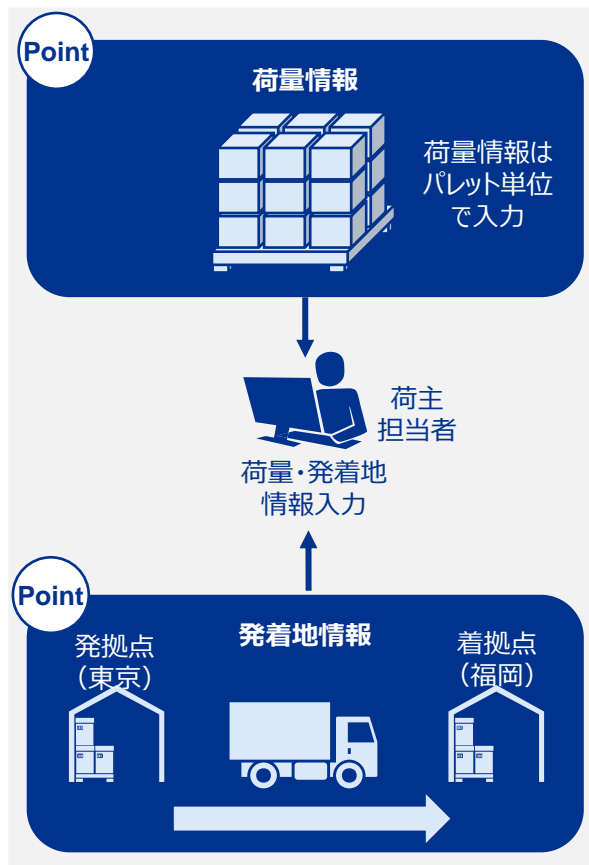 Point
荷量情報
荷量情報は
パレット単位
で入力
荷主
担当者
荷量・発着地
情報入力
Point
発着地情報
発拠点
（東京）
着拠点
（福岡）